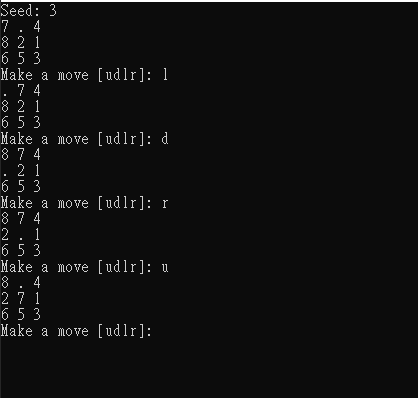 Seed: 3
7 . 4
8 2 1
6 5 3
Make a move [udlr]: l
. 7 4
8 2 1
6 5 3
Make a move [udlr]: d
8 7 4
. 2 1
6 5 3
Make a move [udlr]: r
8 7 4
2 . 1
6 5 3
Make a move [udlr]: u
8 . 4
2 7 1
6 5 3
Make a move [udlr]: